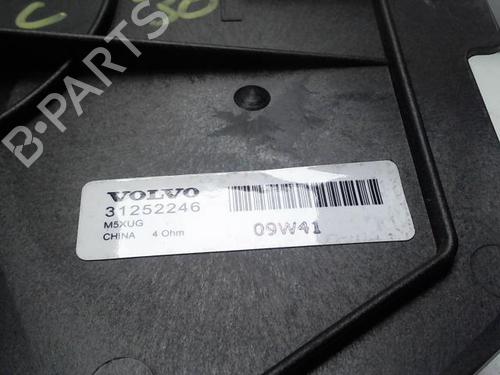 C
B-PARTS
VOLVO
31252246
M5XUG
CHINA 4 Ohm
09W41